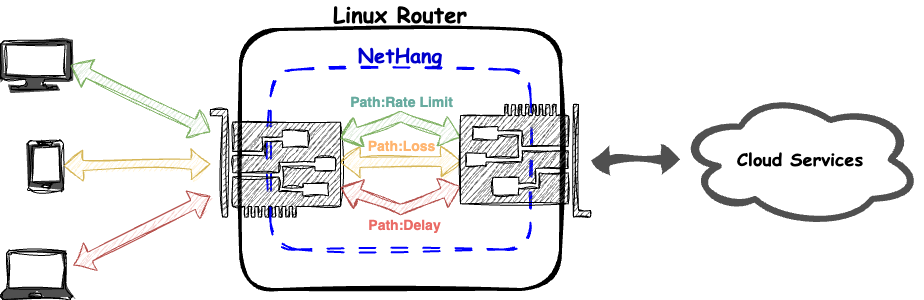 Linux Router
NetHang
Path:Rate Limit
Path:Loss
Path:Delay
Cloud Services